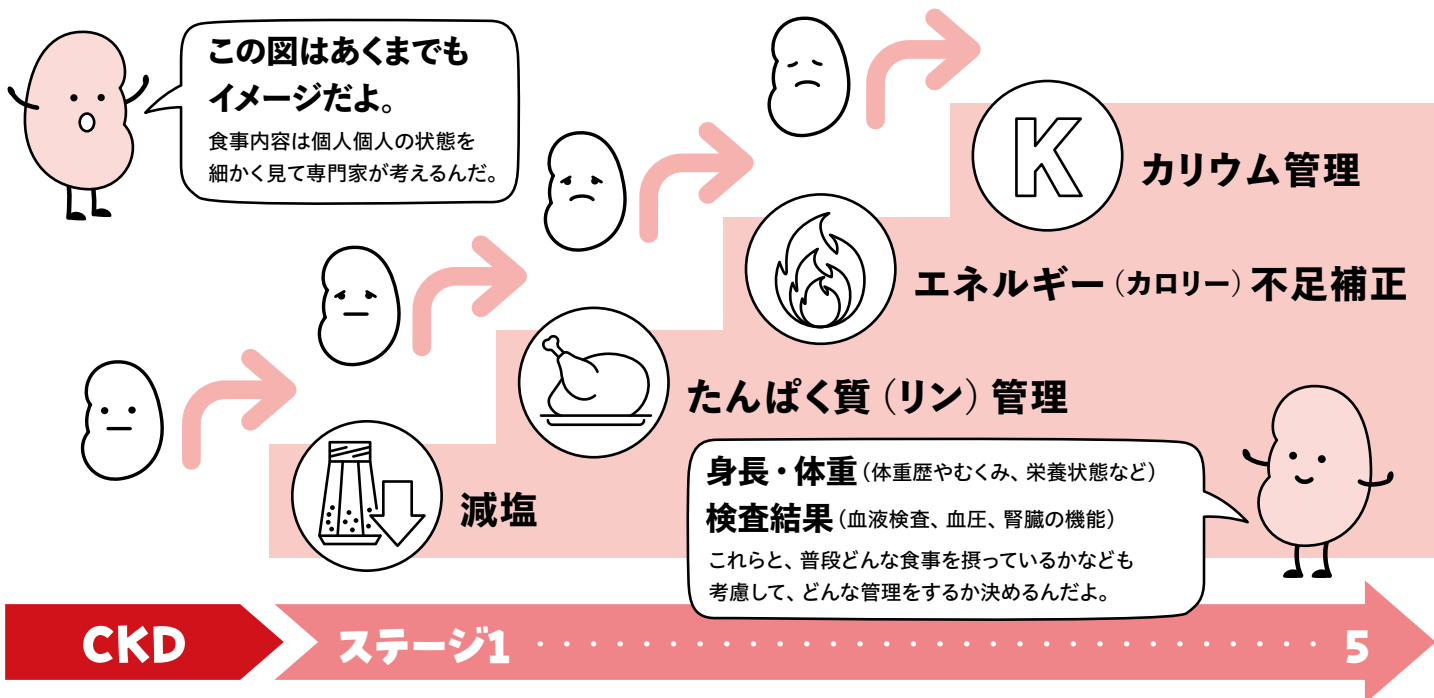 この図はあくまでも
イメージだよ。
食事内容は個人個人の状態を
細かく見て専門家が考えるんだ。
K
カリウム管理
エネルギー（カロリー）不足補正
たんぱく質（リン）管理
減塩
身長・体重（体重歴やむくみ、栄養状態など）
検査結果（血液検査、血圧、腎臓の機能）
これらと、普段どんな食事を摂っているかなども
考慮して、どんな管理をするか決めるんだよ。
CKD ステージ1 ････････････････････････････････ 5